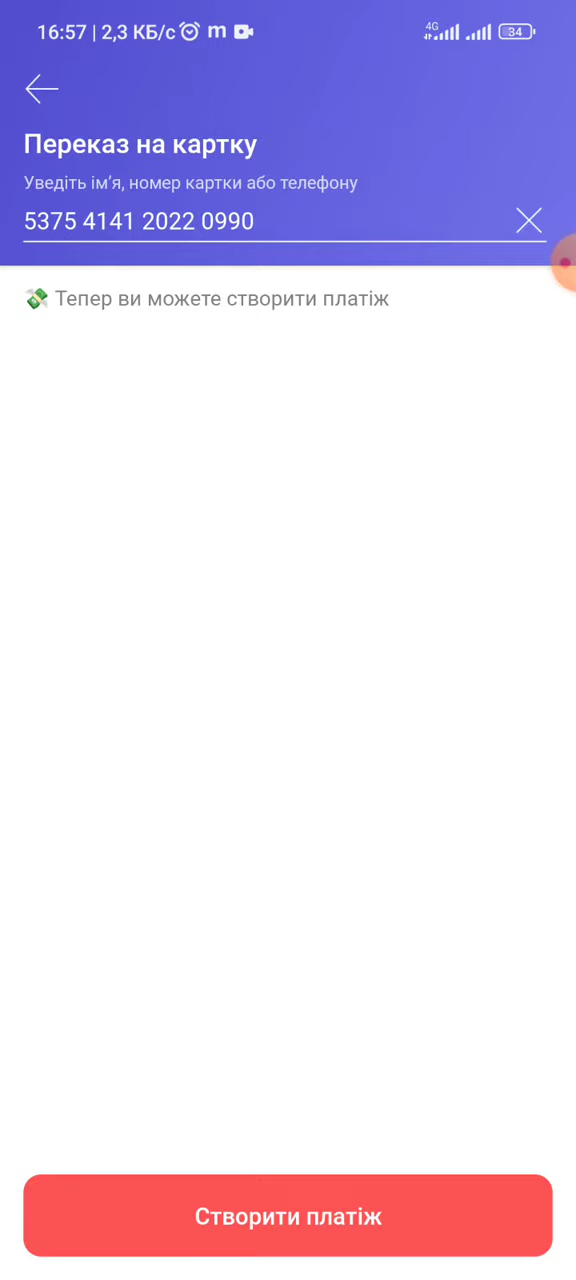 16:57 | 2,3 КБ/с m 4G 34
Переказ на картку
Уведіть ім’я, номер картки або телефону
5375 4141 2022 0990
💸 Тепер ви можете створити платіж
Створити платіж